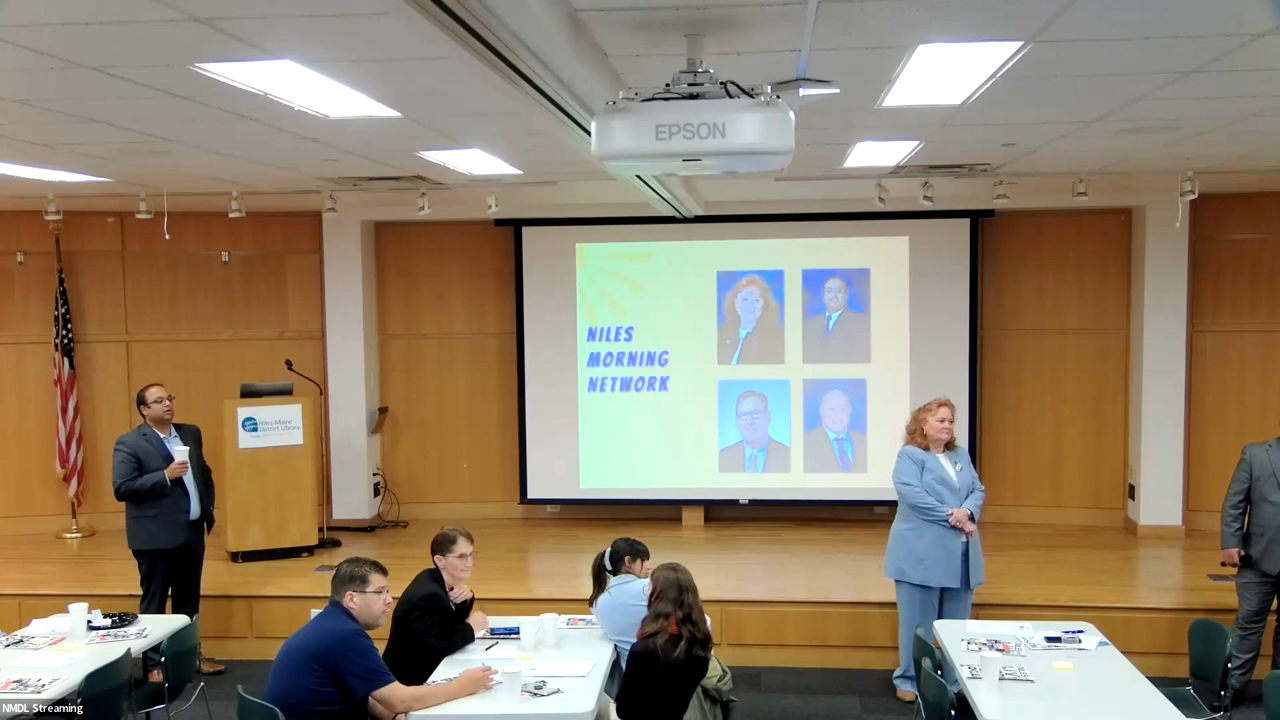 EPSON
NILES
MORNING
NETWORK
Niles-Maine
District Library
NMDL Streaming